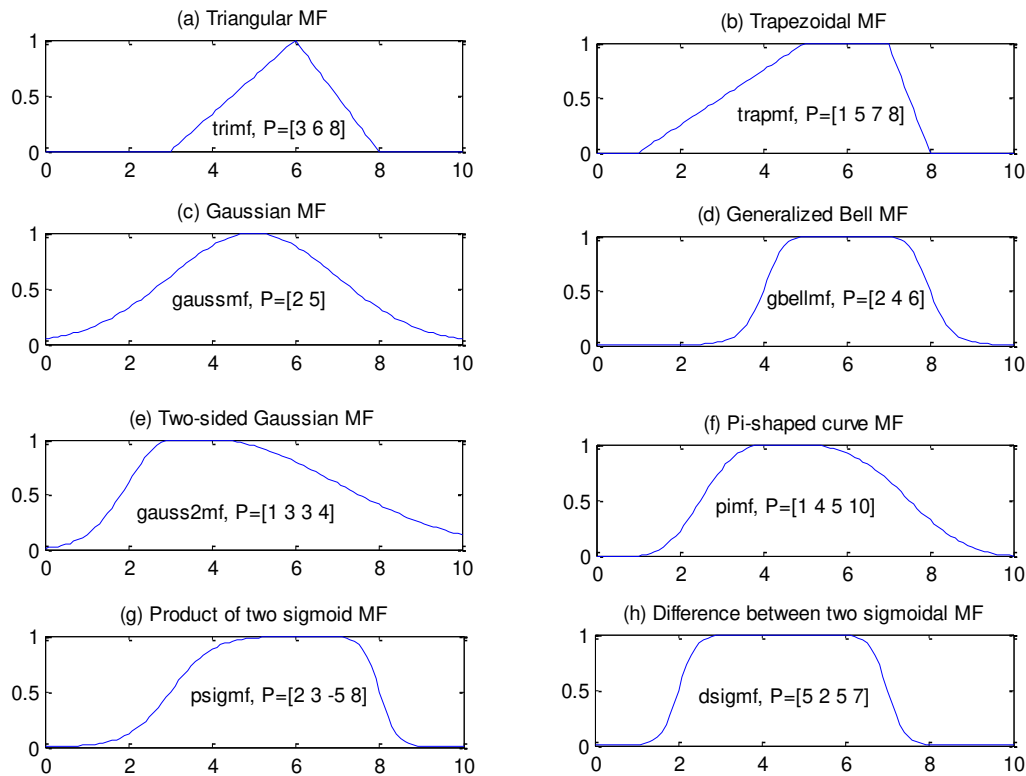 (a) Triangular MF
1
0.5
0
trimf, P=[3 6 8]
0 2 4 6 8 10
(b) Trapezoidal MF
1
0.5
0
trapmf, P=[1 5 7 8]
0 2 4 6 8 10
(c) Gaussian MF
1
0.5
0
gaussmf, P=[2 5]
0 2 4 6 8 10
(d) Generalized Bell MF
1
0.5
0
gbellmf, P=[2 4 6]
0 2 4 6 8 10
(e) Two-sided Gaussian MF
1
0.5
0
gauss2mf, P=[1 3 3 4]
0 2 4 6 8 10
(f) Pi-shaped curve MF
1
0.5
0
pimf, P=[1 4 5 10]
0 2 4 6 8 10
(g) Product of two sigmoid MF
1
0.5
0
psigmf, P=[2 3 -5 8]
0 2 4 6 8 10
(h) Difference between two sigmoidal MF
1
0.5
0
dsigmf, P=[5 2 5 7]
0 2 4 6 8 10